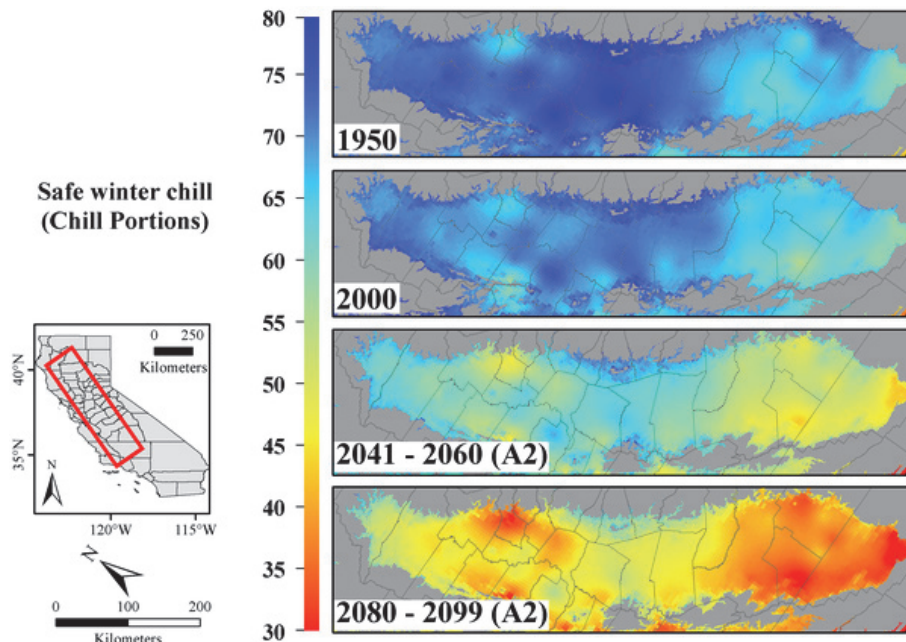 Safe winter chill
(Chill Portions)
80
75
70
65
60
55
50
45
40
35
30
1950
2000
2041 - 2060 (A2)
2080 - 2099 (A2)
0 250
Kilometers
40°N
35°N
N
120°W 115°W
N
0 100 200
Kilometers